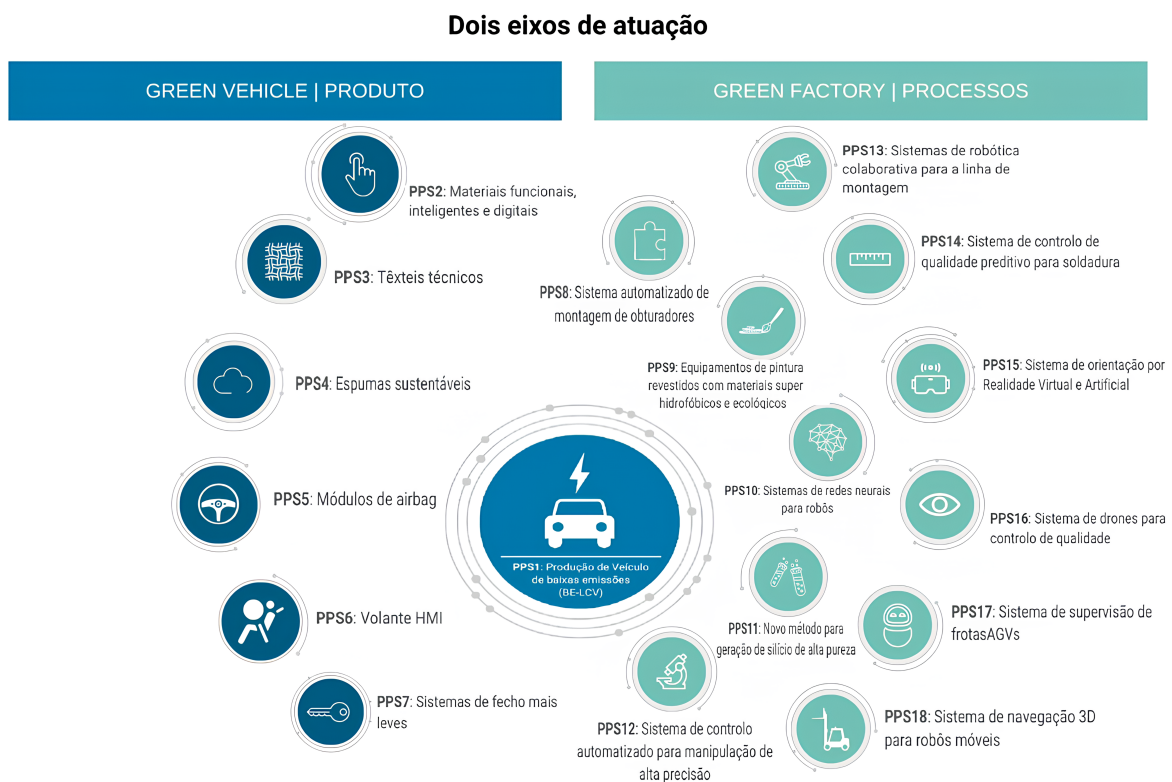 Dois eixos de atuação
GREEN VEHICLE | PRODUTO
GREEN FACTORY | PROCESSOS
PPS2: Materiais funcionais,
inteligentes e digitais
PPS3: Têxteis técnicos
PPS4: Espumas sustentáveis
PPS5: Módulos de airbag
PPS6: Volante HMI
PPS7: Sistemas de fecho mais
leves
PPS1: Produção de Veículo
de baixas emissões
(BE-LCV)
PPS8: Sistema automatizado de
montagem de obturadores
PPS9: Equipamentos de pintura
revestidos com materiais super
hidrofóbicos e ecológicos
PPS10: Sistemas de redes neurais
para robôs
PPS11: Novo método para
geração de silício de alta pureza
PPS12: Sistema de controlo
automatizado para manipulação de
alta precisão
PPS13: Sistemas de robótica
colaborativa para a linha de
montagem
PPS14: Sistema de controlo de
qualidade preditivo para soldadura
PPS15: Sistema de orientação por
Realidade Virtual e Artificial
PPS16: Sistema de drones para
controlo de qualidade
PPS17: Sistema de supervisão de
frotasAGVs
PPS18: Sistema de navegação 3D
para robôs móveis